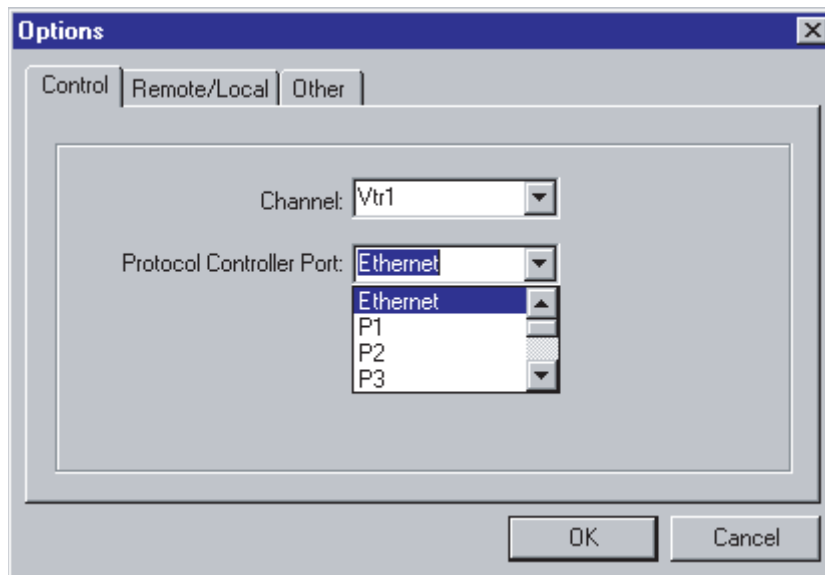 Options
Control Remote/Local Other
Channel: Vtr1
Protocol Controller Port: Ethernet
Ethernet
P1
P2
P3
OK Cancel